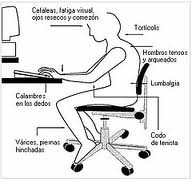 Cefaleas, fatiga visual,
ojos resecos y comezón
Tortícolis
Hombros tensos
y arqueados
Lumbalgia
Calambres
en los dedos
Codo
de tenista
Várices, piernas
hinchadas